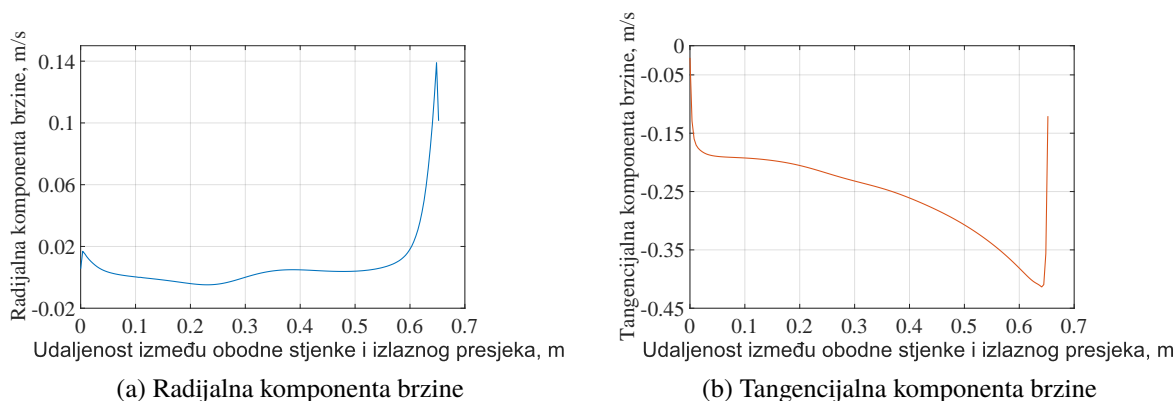 Radijalna komponenta brzine, m/s
0.14
0.1
0.06
0.02
-0.02
0 0.1 0.2 0.3 0.4 0.5 0.6 0.7
Udaljenost između obodne stjenke i izlaznog presjeka, m
(a) Radijalna komponenta brzine
Tangencijalna komponenta brzine, m/s
0
-0.05
-0.15
-0.25
-0.35
-0.45
0 0.1 0.2 0.3 0.4 0.5 0.6 0.7
Udaljenost između obodne stjenke i izlaznog presjeka, m
(b) Tangencijalna komponenta brzine